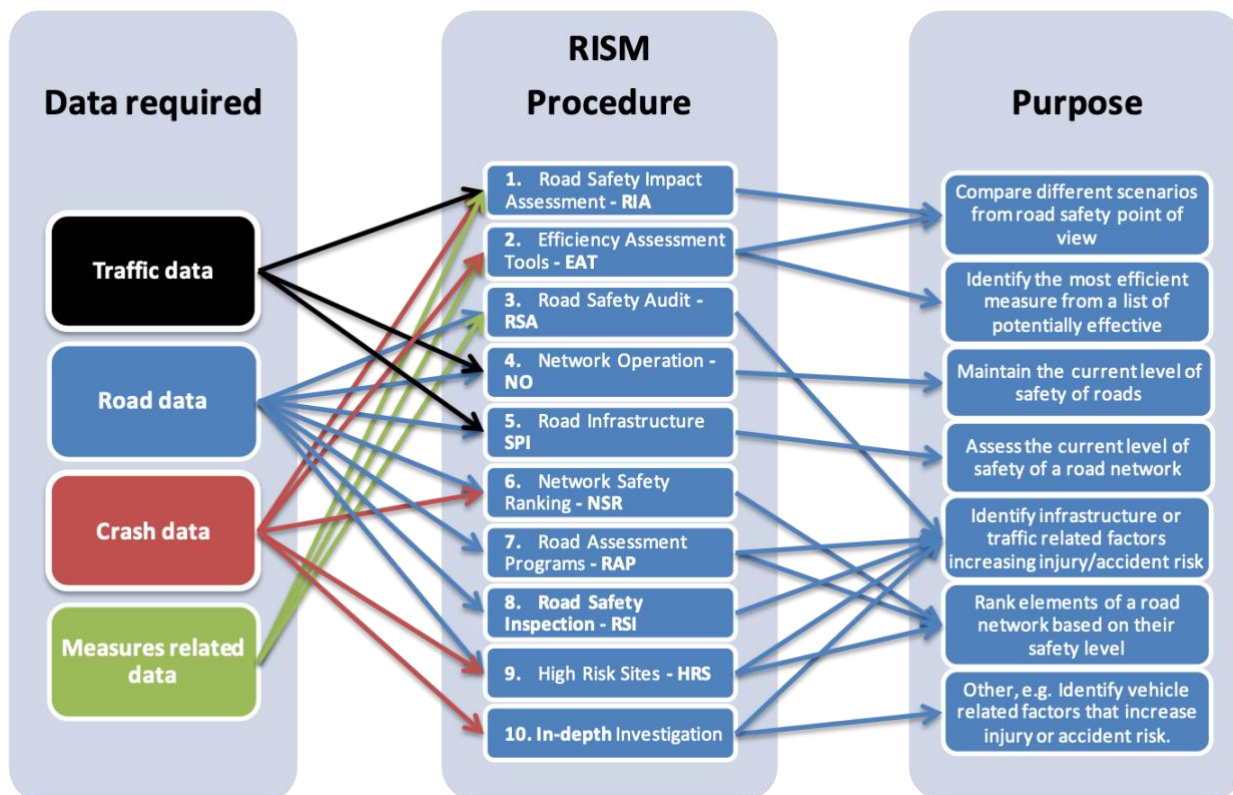 Data required
Traffic data
Road data
Crash data
Measures related
data
RISM
Procedure
1. Road Safety Impact
Assessment - RIA
2. Efficiency Assessment
Tools - EAT
3. Road Safety Audit -
RSA
4. Network Operation -
NO
5. Road Infrastructure
SPI
6. Network Safety
Ranking - NSR
7. Road Assessment
Programs - RAP
8. Road Safety
Inspection - RSI
9. High Risk Sites - HRS
10. In-depth Investigation
Purpose
Compare different scenarios
from road safety point of
view
Identify the most efficient
measure from a list of
potentially effective
Maintain the current level of
safety of roads
Assess the current level of
safety of a road network
Identify infrastructure or
traffic related factors
increasing injury/accident risk
Rank elements of a road
network based on their
safety level
Other, e.g. Identify vehicle
related factors that increase
injury or accident risk.